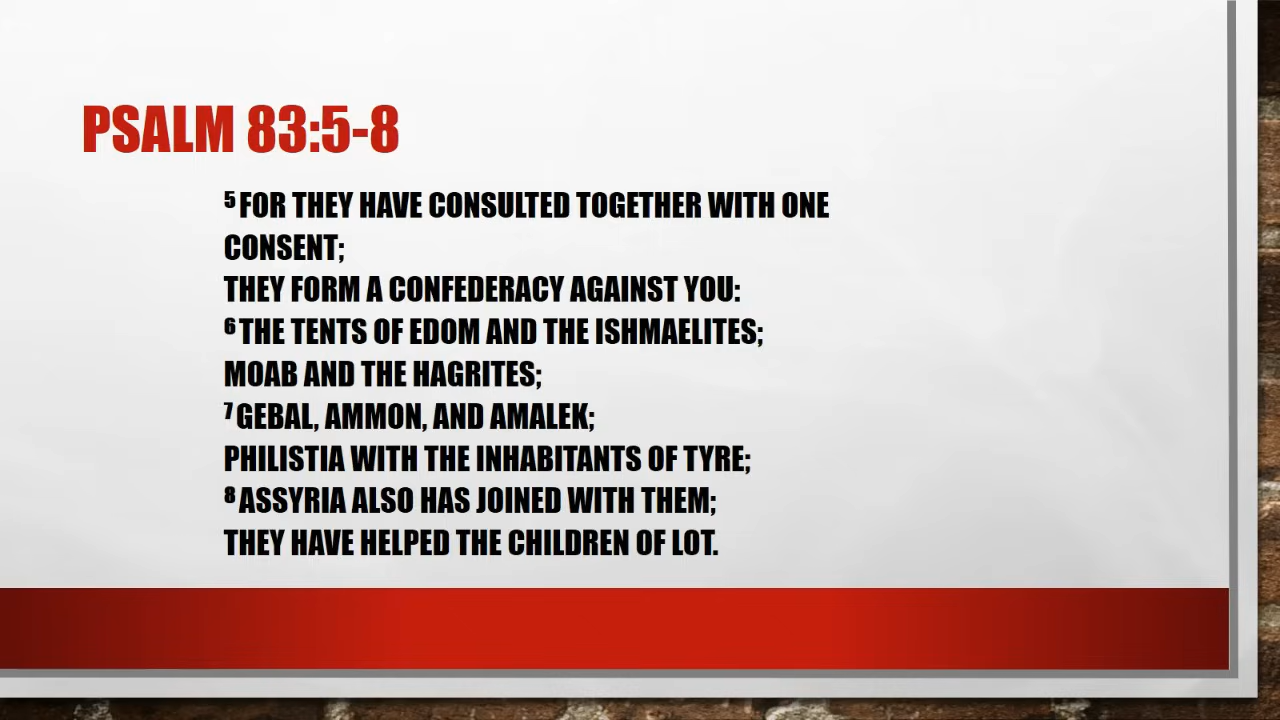 PSALM 83:5-8
⁵ FOR THEY HAVE CONSULTED TOGETHER WITH ONE
CONSENT;
THEY FORM A CONFEDERACY AGAINST YOU:
⁶ THE TENTS OF EDOM AND THE ISHMAELITES;
MOAB AND THE HAGRITES;
⁷ GEBAL, AMMON, AND AMALEK;
PHILISTIA WITH THE INHABITANTS OF TYRE;
⁸ ASSYRIA ALSO HAS JOINED WITH THEM;
THEY HAVE HELPED THE CHILDREN OF LOT.